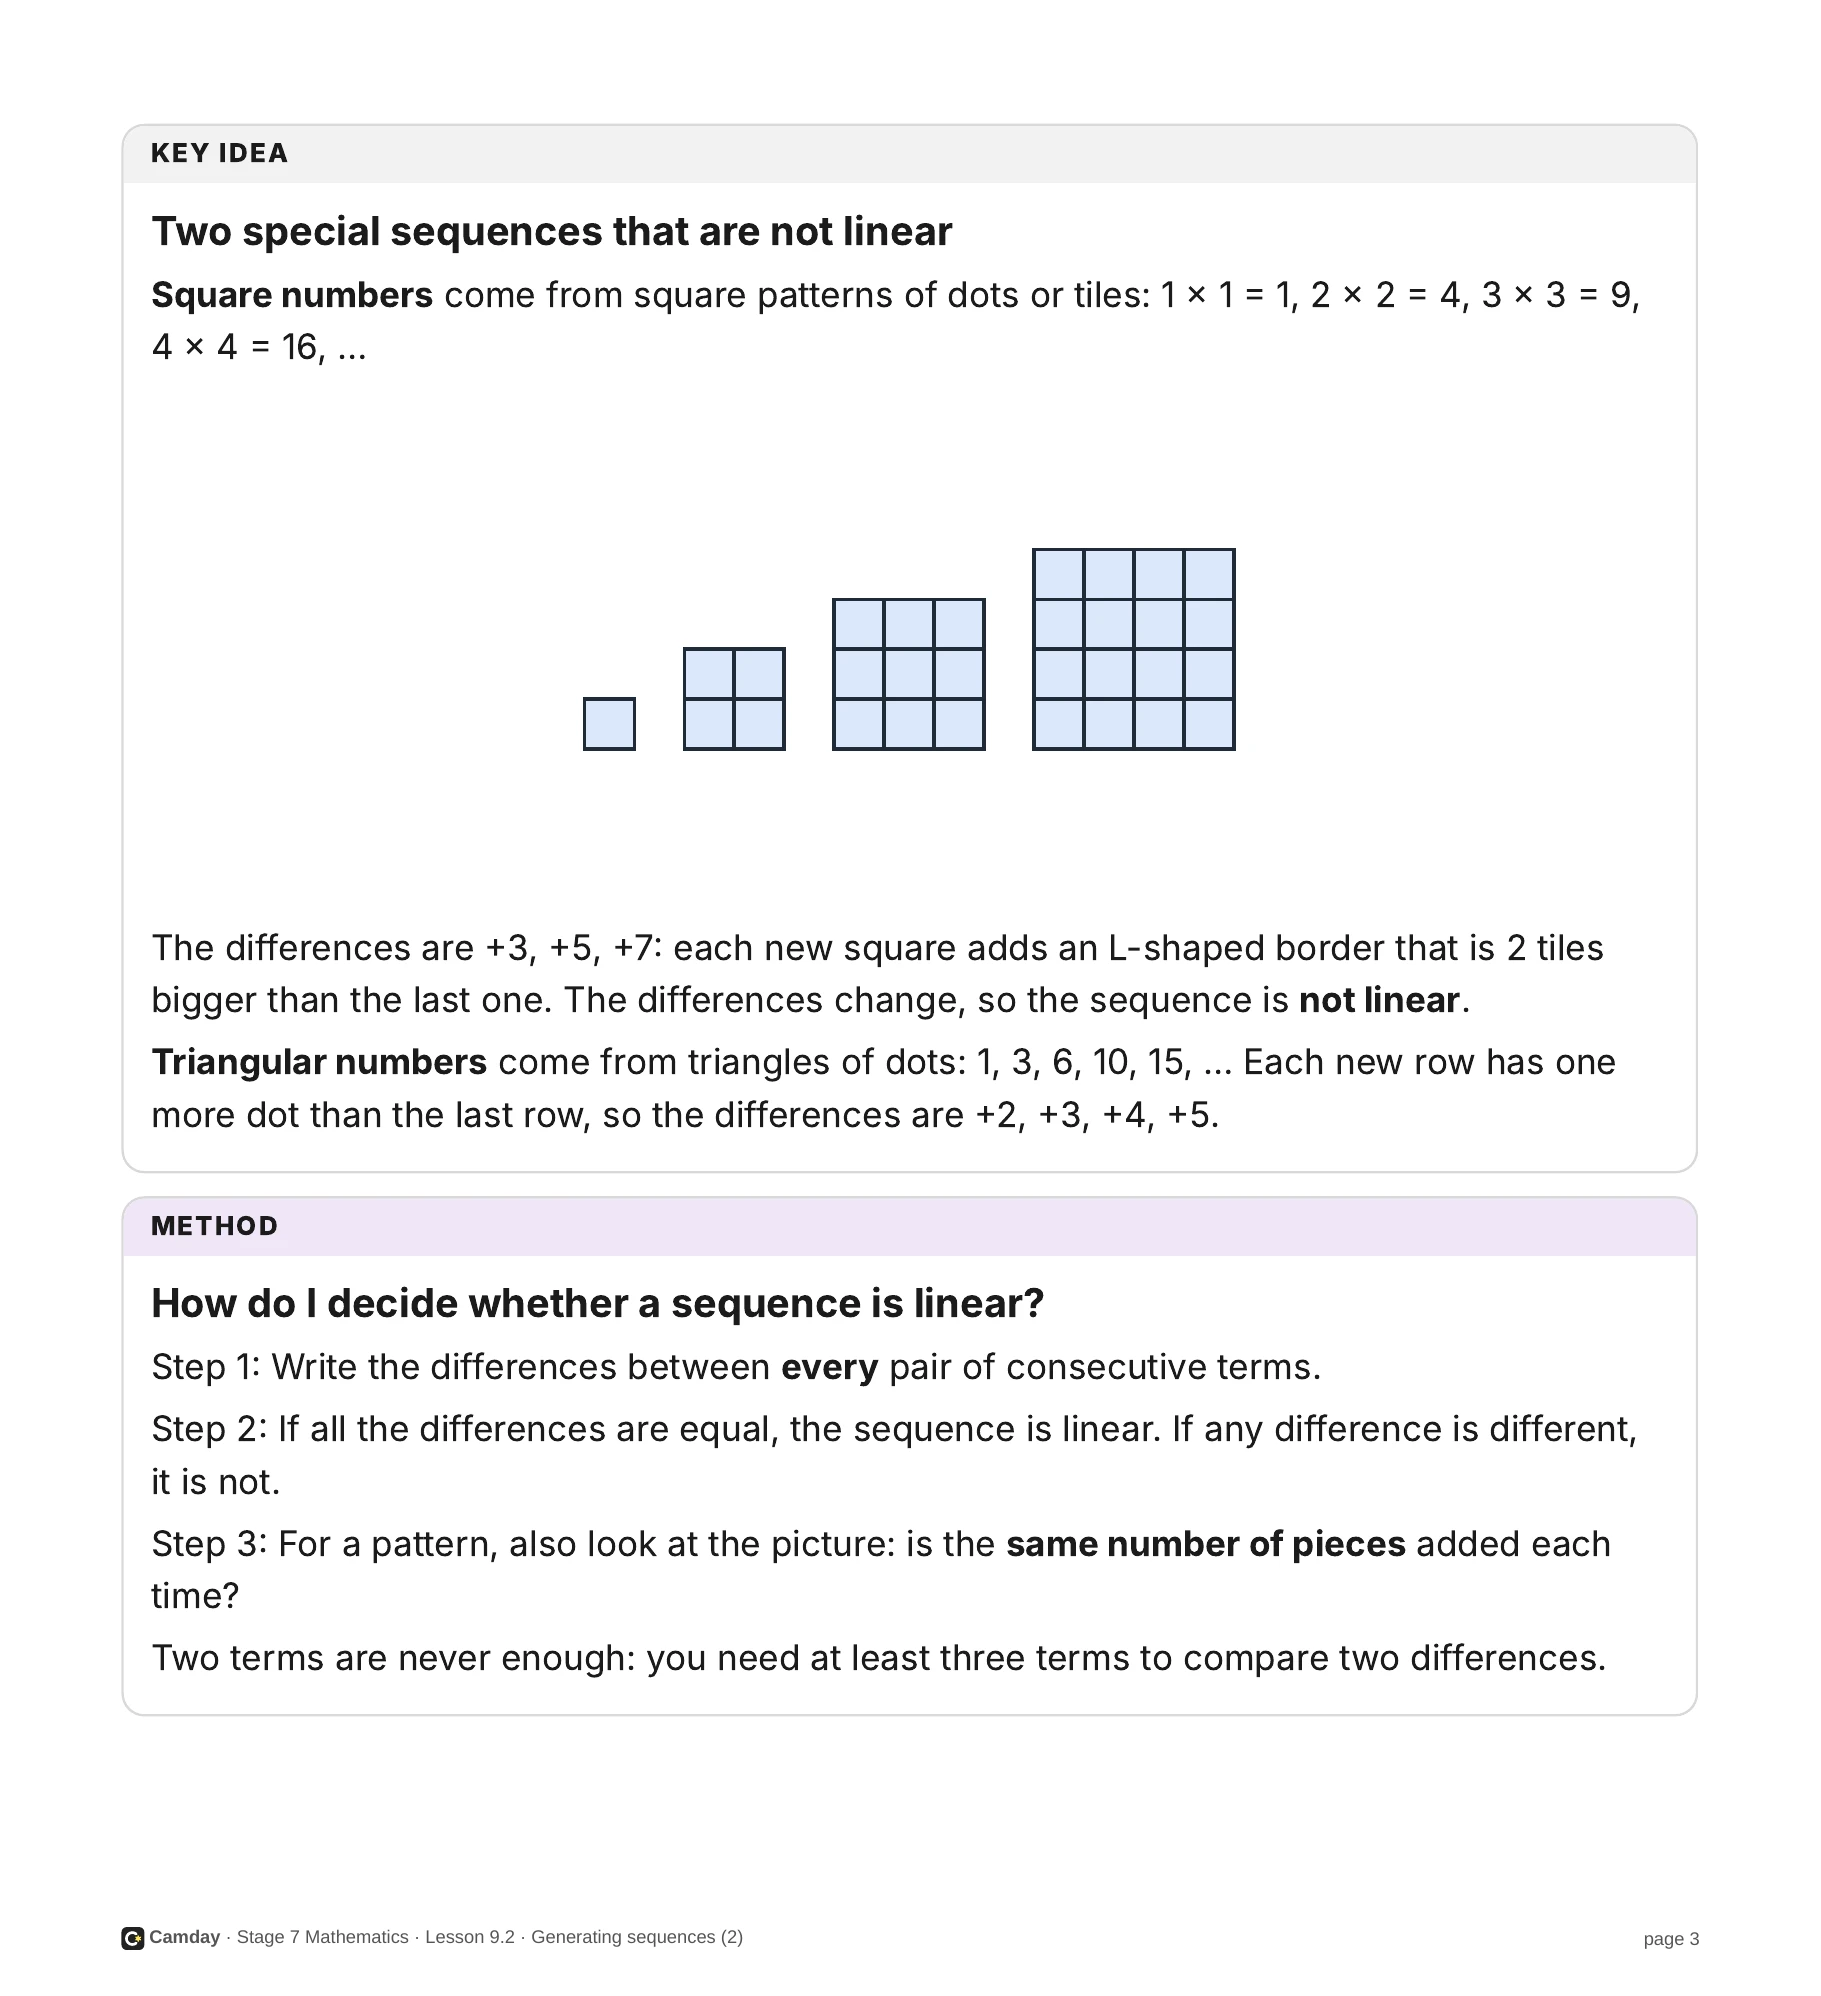 KEY IDEA
Two special sequences that are not linear
Square numbers come from square patterns of dots or tiles: 1 × 1 = 1, 2 × 2 = 4, 3 × 3 = 9,
4 × 4 = 16, ...
The differences are +3, +5, +7: each new square adds an L-shaped border that is 2 tiles
bigger than the last one. The differences change, so the sequence is not linear.
Triangular numbers come from triangles of dots: 1, 3, 6, 10, 15, ... Each new row has one
more dot than the last row, so the differences are +2, +3, +4, +5.
METHOD
How do I decide whether a sequence is linear?
Step 1: Write the differences between every pair of consecutive terms.
Step 2: If all the differences are equal, the sequence is linear. If any difference is different,
it is not.
Step 3: For a pattern, also look at the picture: is the same number of pieces added each
time?
Two terms are never enough: you need at least three terms to compare two differences.
Camday · Stage 7 Mathematics · Lesson 9.2 · Generating sequences (2)
page 3